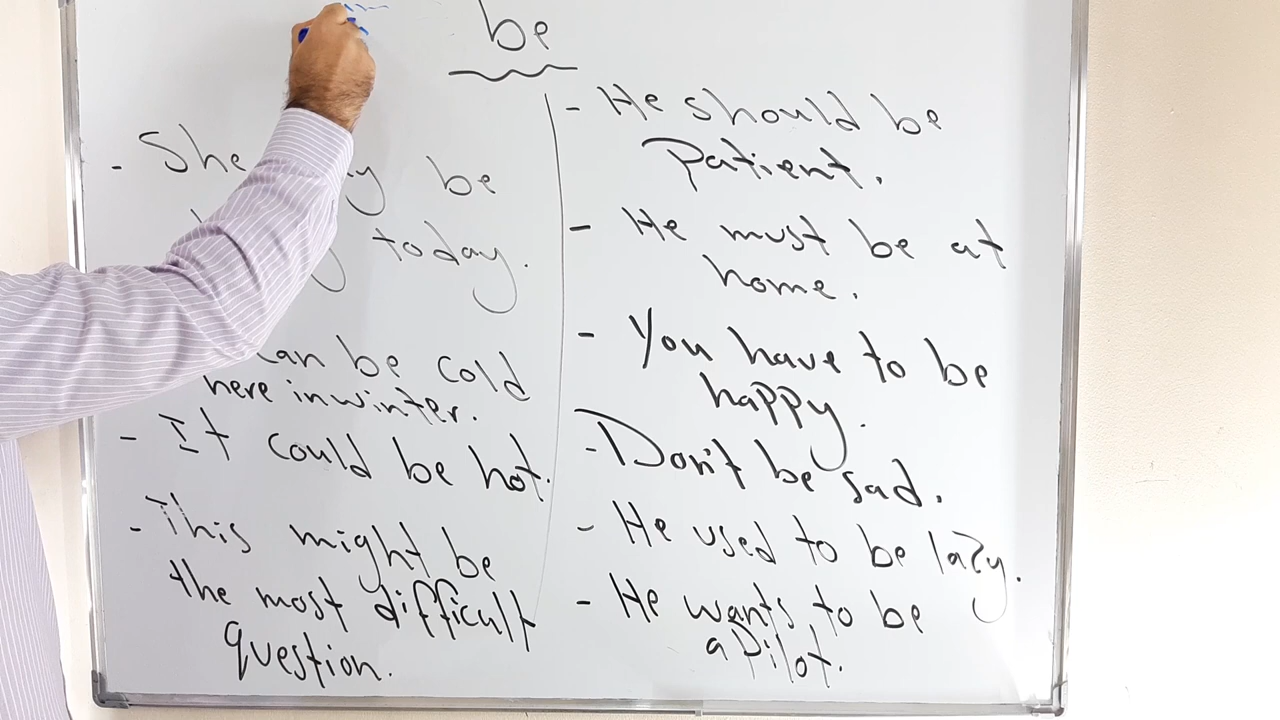 be
- She be
today.
can be cold
here in winter.
- It could be hot.
- This might be
the most difficult
question.
- He should be
Patient.
- He must be at
home.
- You have to be
happy.
- Don't be sad.
- He used to be lazy.
- He wants to be
a Pilot.